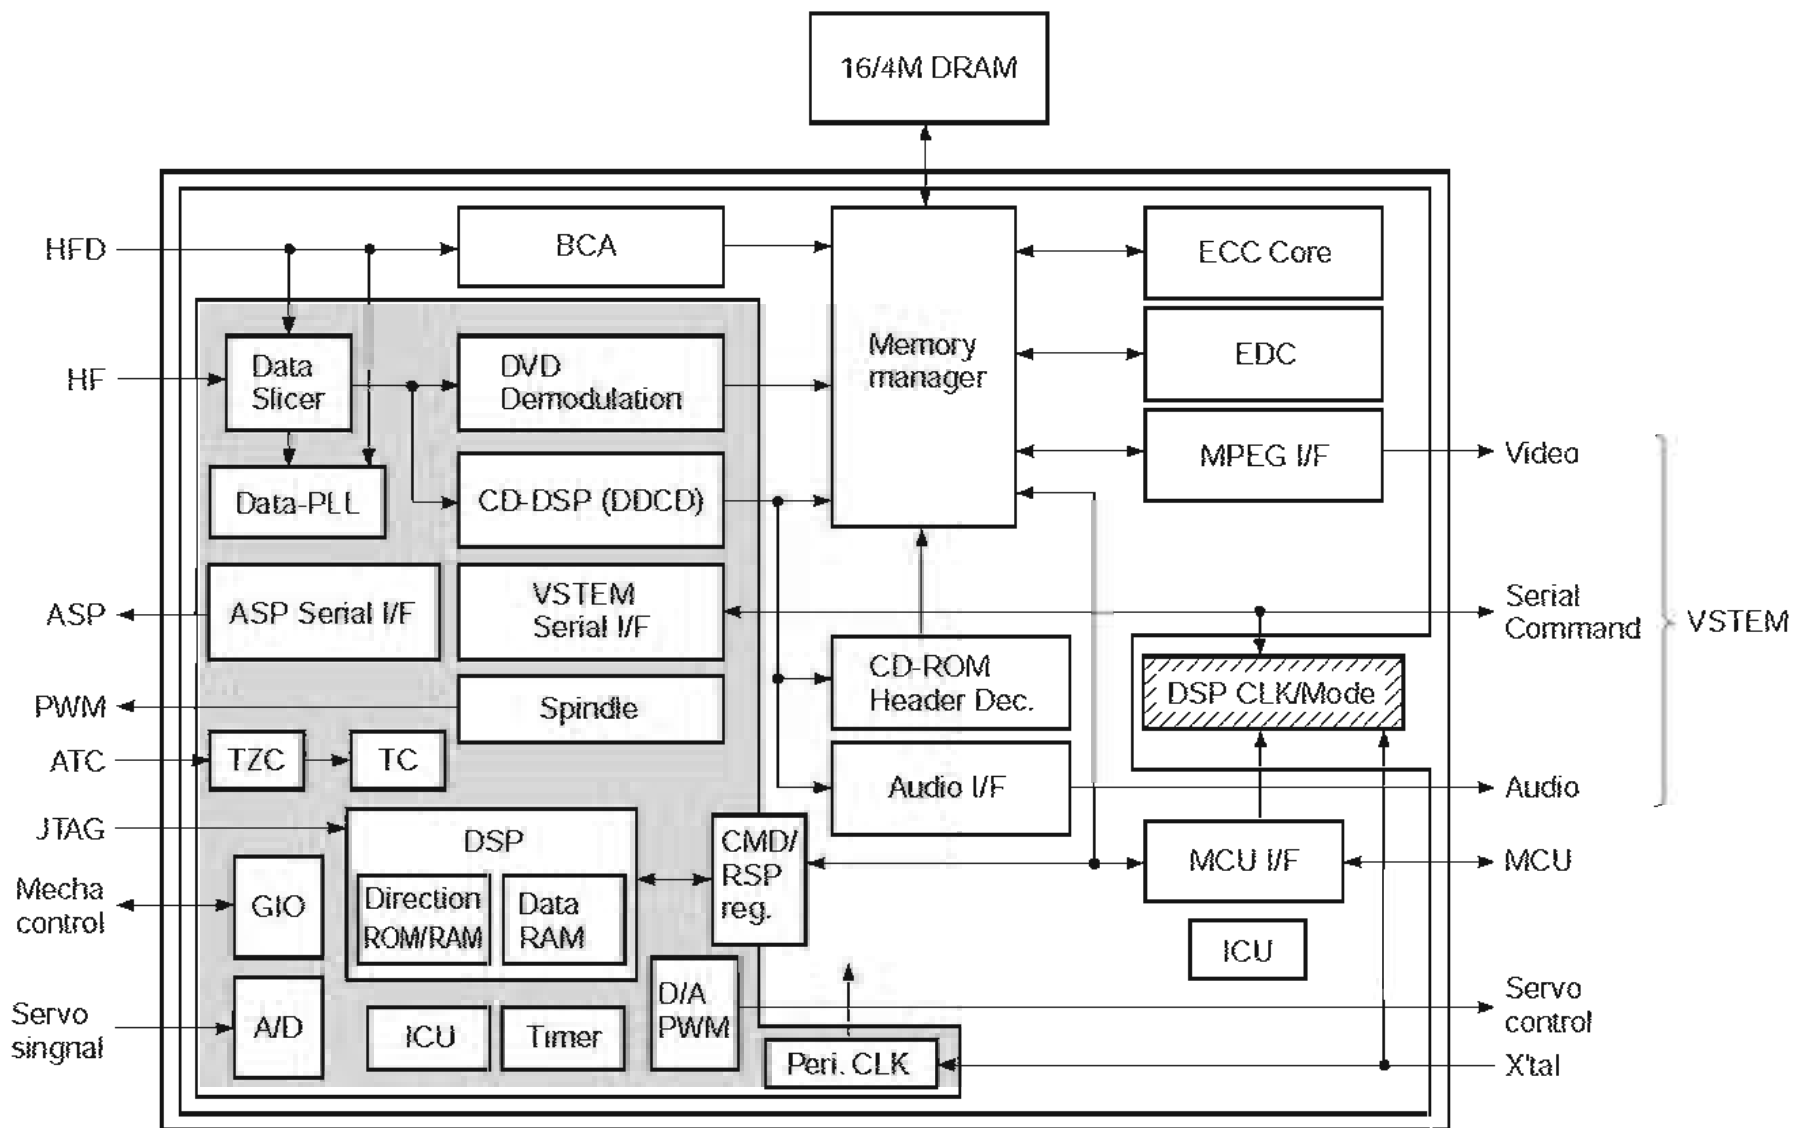 16/4M DRAM
HFD
BCA
ECC Core
Memory
manager
EDC
HF
Data
Slicer
DVD
Demodulation
MPEG I/F
Video
Data-PLL
CD-DSP (DDCD)
ASP
ASP Serial I/F
VSTEM
Serial I/F
Serial
Command
VSTEM
CD-ROM
Header Dec.
DSP CLK/Mode
PWM
Spindle
ATC
TZC
TC
Audio I/F
Audio
JTAG
DSP
CMD/
RSP
reg.
MCU I/F
MCU
Mecha
control
GIO
Direction
ROM/RAM
Data
RAM
ICU
Servo
singnal
A/D
ICU
Timer
D/A
PWM
Servo
control
Peri. CLK
X'tal